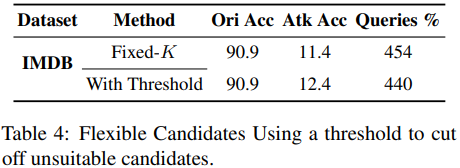 Dataset Method Ori Acc Atk Acc Queries %
IMDB Fixed-K 90.9 11.4 454
With Threshold 90.9 12.4 440
Table 4: Flexible Candidates Using a threshold to cut
off unsuitable candidates.